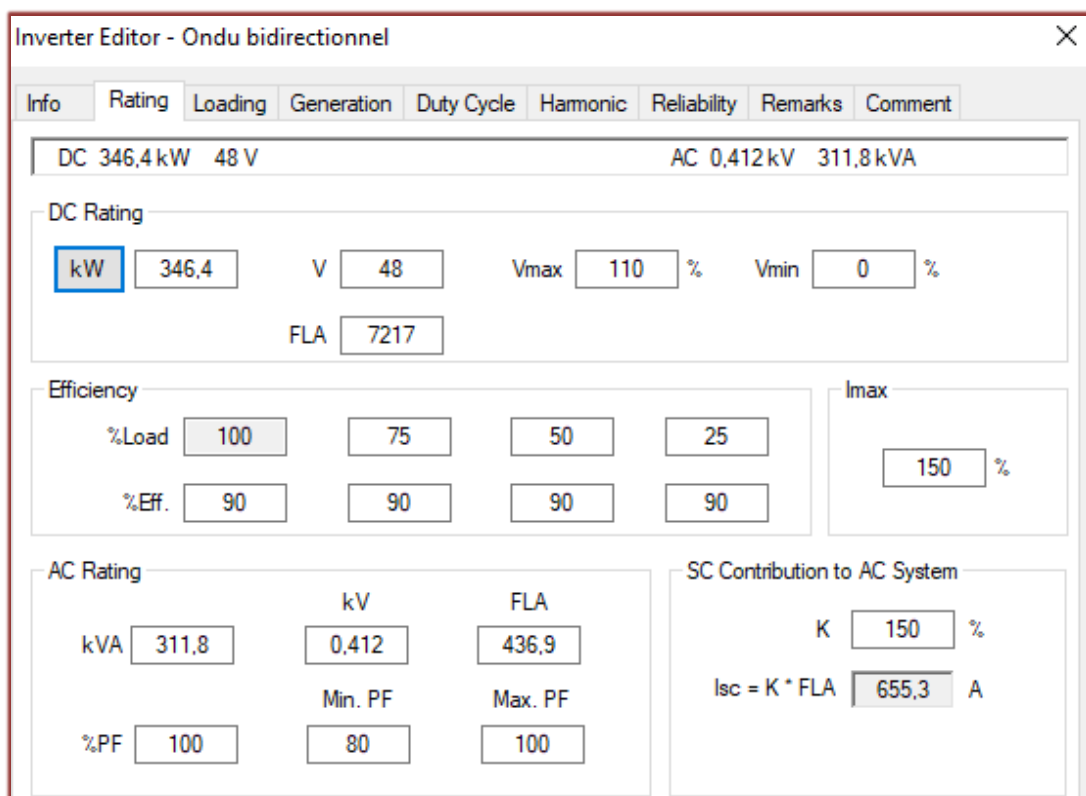 Inverter Editor - Ondu bidirectionnel
Info Rating Loading Generation Duty Cycle Harmonic Reliability Remarks Comment
DC 346,4 kW 48 V AC 0,412 kV 311,8 kVA
DC Rating
kW 346,4 V 48 Vmax 110 % Vmin 0 %
FLA 7217
Efficiency
%Load 100 75 50 25
%Eff. 90 90 90 90
Imax
150 %
AC Rating
kV FLA
kVA 311,8 0,412 436,9
Min. PF Max. PF
%PF 100 80 100
SC Contribution to AC System
K 150 %
Isc = K * FLA 655,3 A